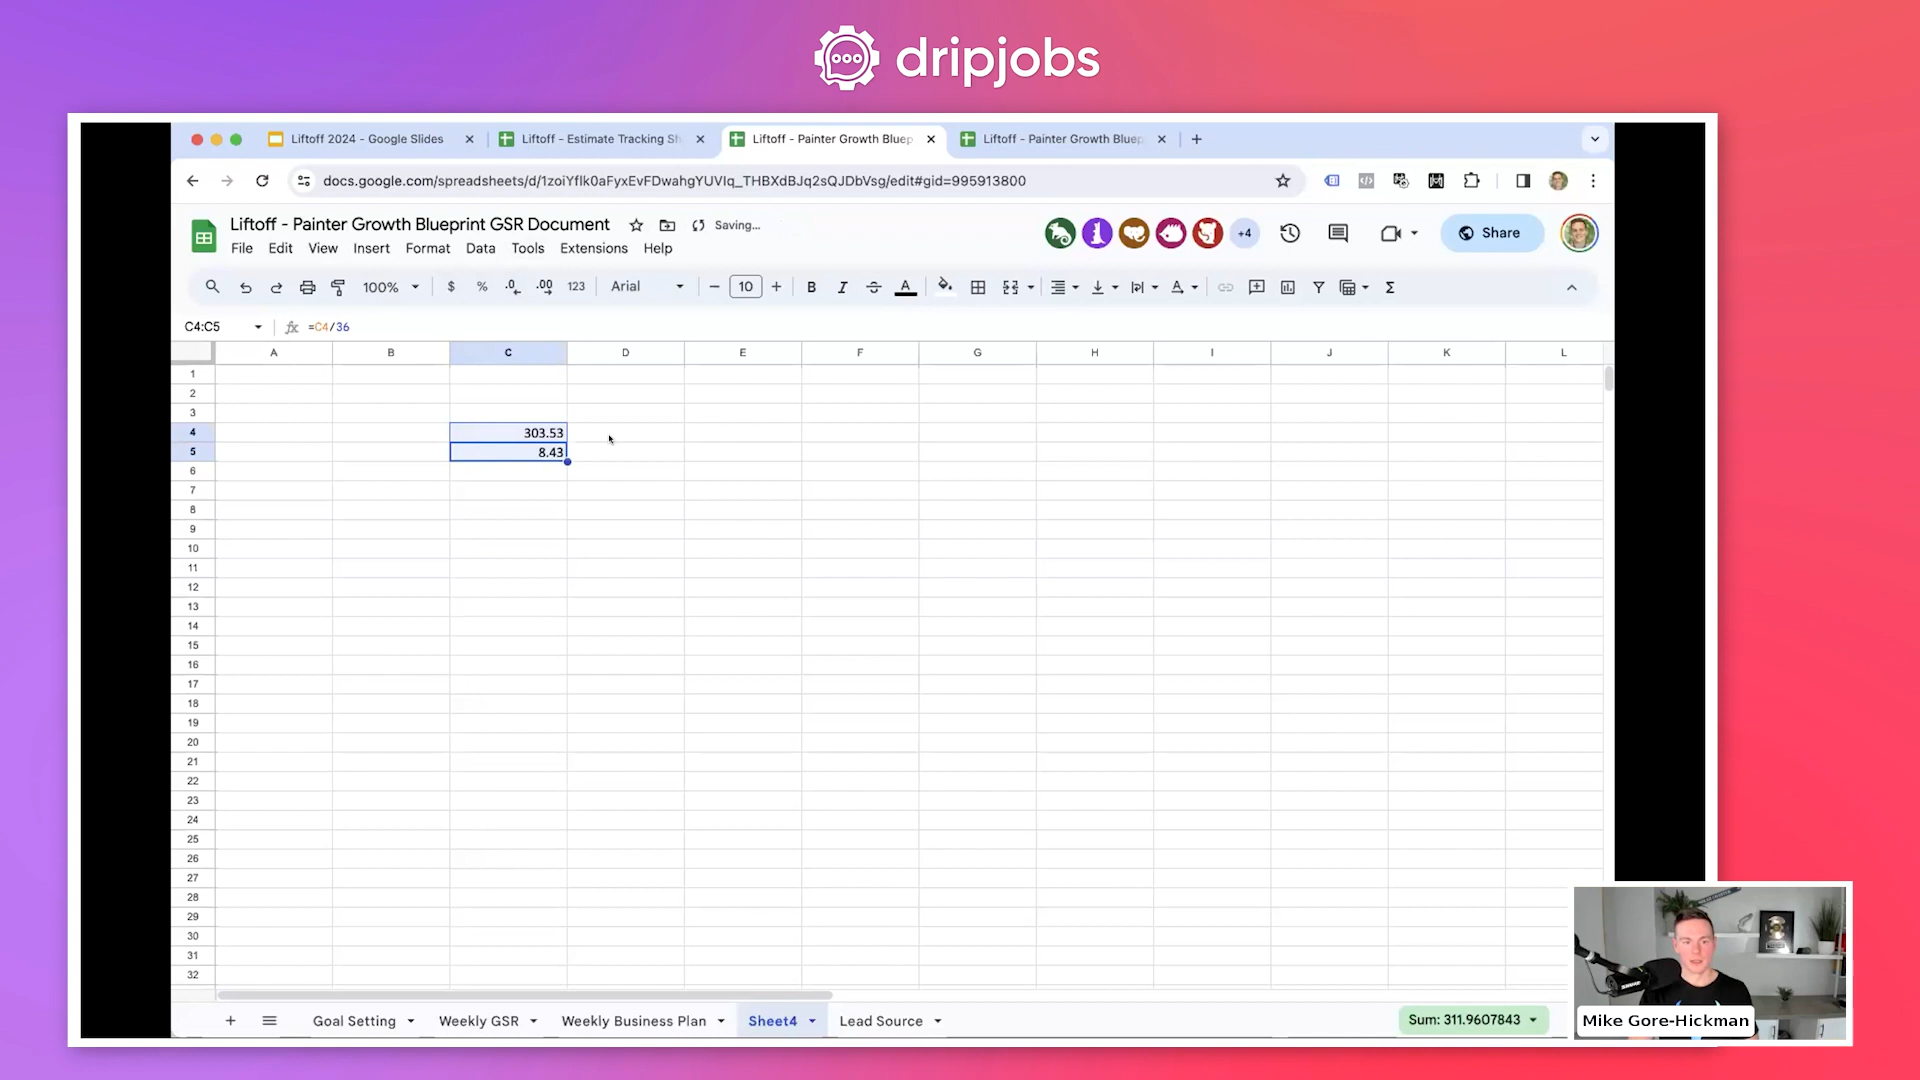 dripjobs
Liftoff 2024 - Google Slides
Liftoff - Estimate Tracking Sh
Liftoff - Painter Growth Bluep
Liftoff - Painter Growth Bluep
docs.google.com/spreadsheets/d/1zoiYflk0aFyxEvFDwahgYUVIq_THBXdBJq2sQJDbVsg/edit#gid=995913800
Liftoff - Painter Growth Blueprint GSR Document
Saving...
File Edit View Insert Format Data Tools Extensions Help
+4
Share
100% $ % .0 .00 123 Arial 10 B I S A
C4:C5
fx =C4/36
A B C D E F G H I J K L
1
2
3
4 303.53
5 8.43
6
7
8
9
10
11
12
13
14
15
16
17
18
19
20
21
22
23
24
25
26
27
28
29
30
31
32
Goal Setting Weekly GSR Weekly Business Plan Sheet4 Lead Source
Sum: 311.9607843
Mike Gore-Hickman